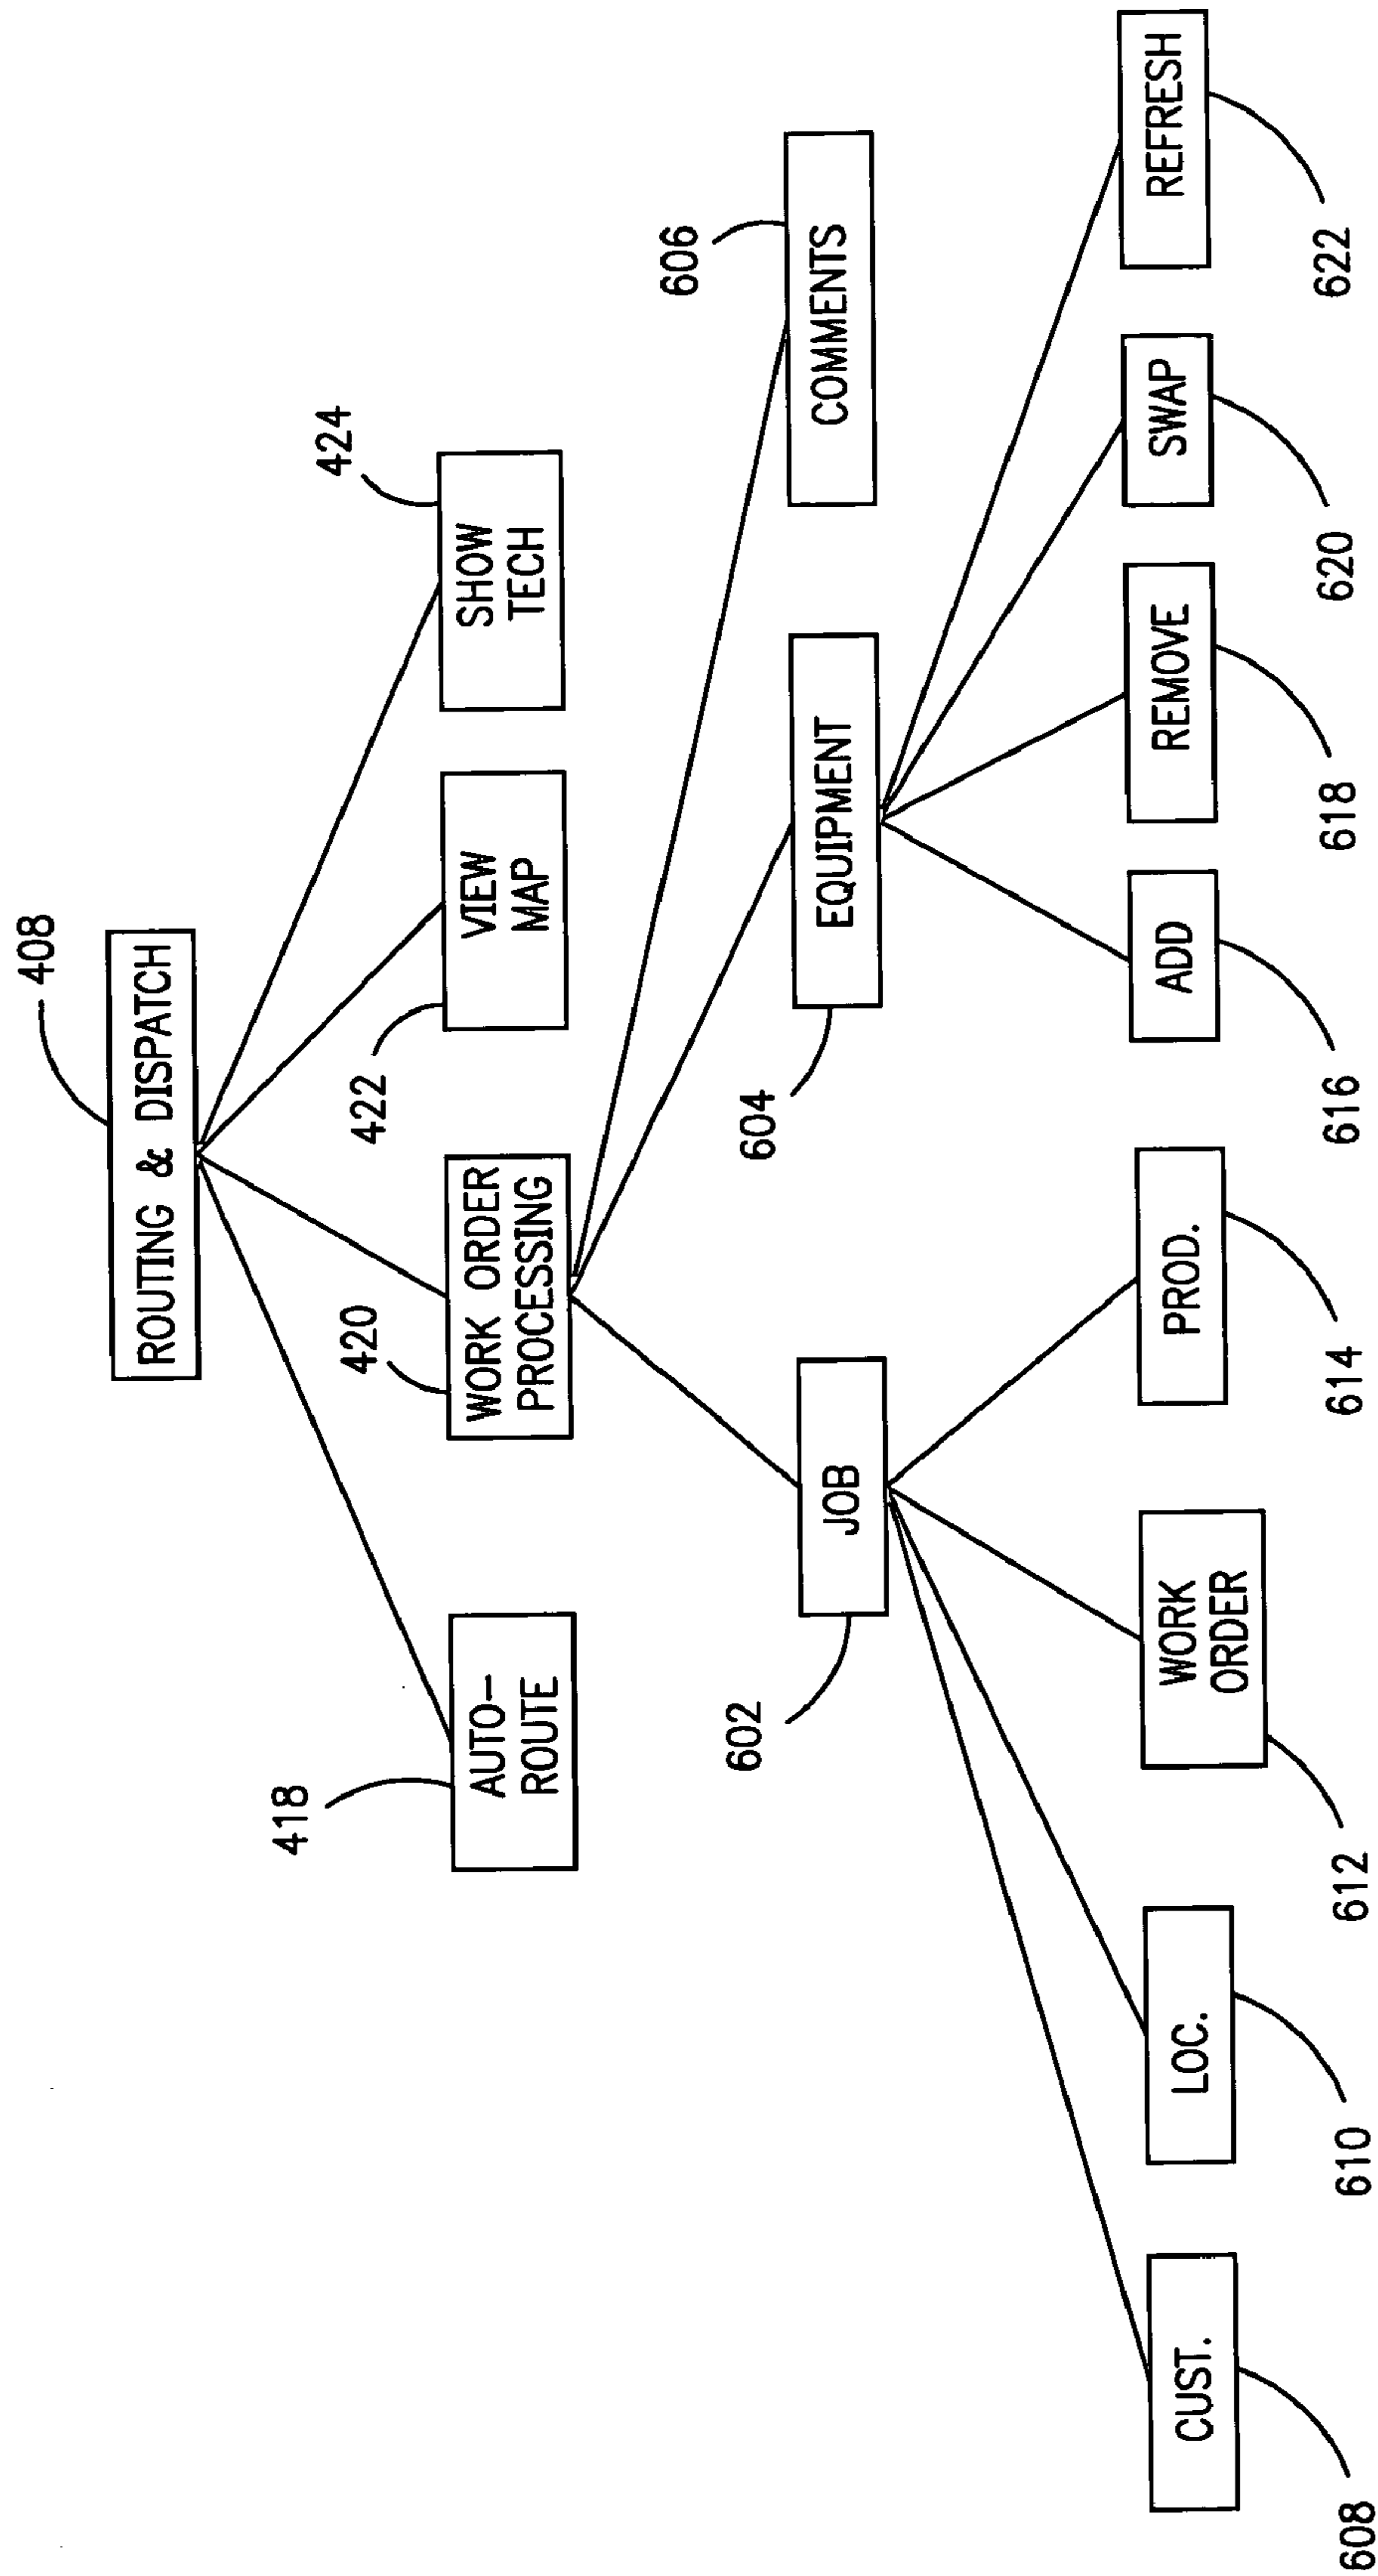 408
ROUTING & DISPATCH
418
AUTO-
ROUTE
420
WORK ORDER
PROCESSING
422
VIEW
MAP
424
SHOW
TECH
602
JOB
604
EQUIPMENT
606
COMMENTS
CUST.
LOC.
WORK
ORDER
PROD.
ADD
REMOVE
SWAP
REFRESH
608
610
612
614
616
618
620
622